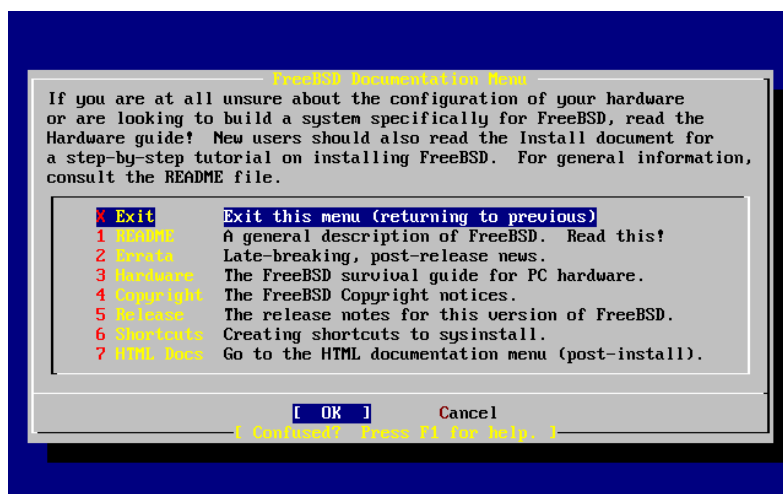 FreeBSD Documentation Menu
If you are at all unsure about the configuration of your hardware
or are looking to build a system specifically for FreeBSD, read the
Hardware guide!  New users should also read the Install document for
a step-by-step tutorial on installing FreeBSD.  For general information,
consult the README file.
X Exit Exit this menu (returning to previous)
1 README A general description of FreeBSD.  Read this!
2 Errata Late-breaking, post-release news.
3 Hardware The FreeBSD survival guide for PC hardware.
4 Copyright The FreeBSD Copyright notices.
5 Release The release notes for this version of FreeBSD.
6 Shortcuts Creating shortcuts to sysinstall.
7 HTML Docs Go to the HTML documentation menu (post-install).
[ OK ] Cancel
[ Confused?  Press F1 for help. ]